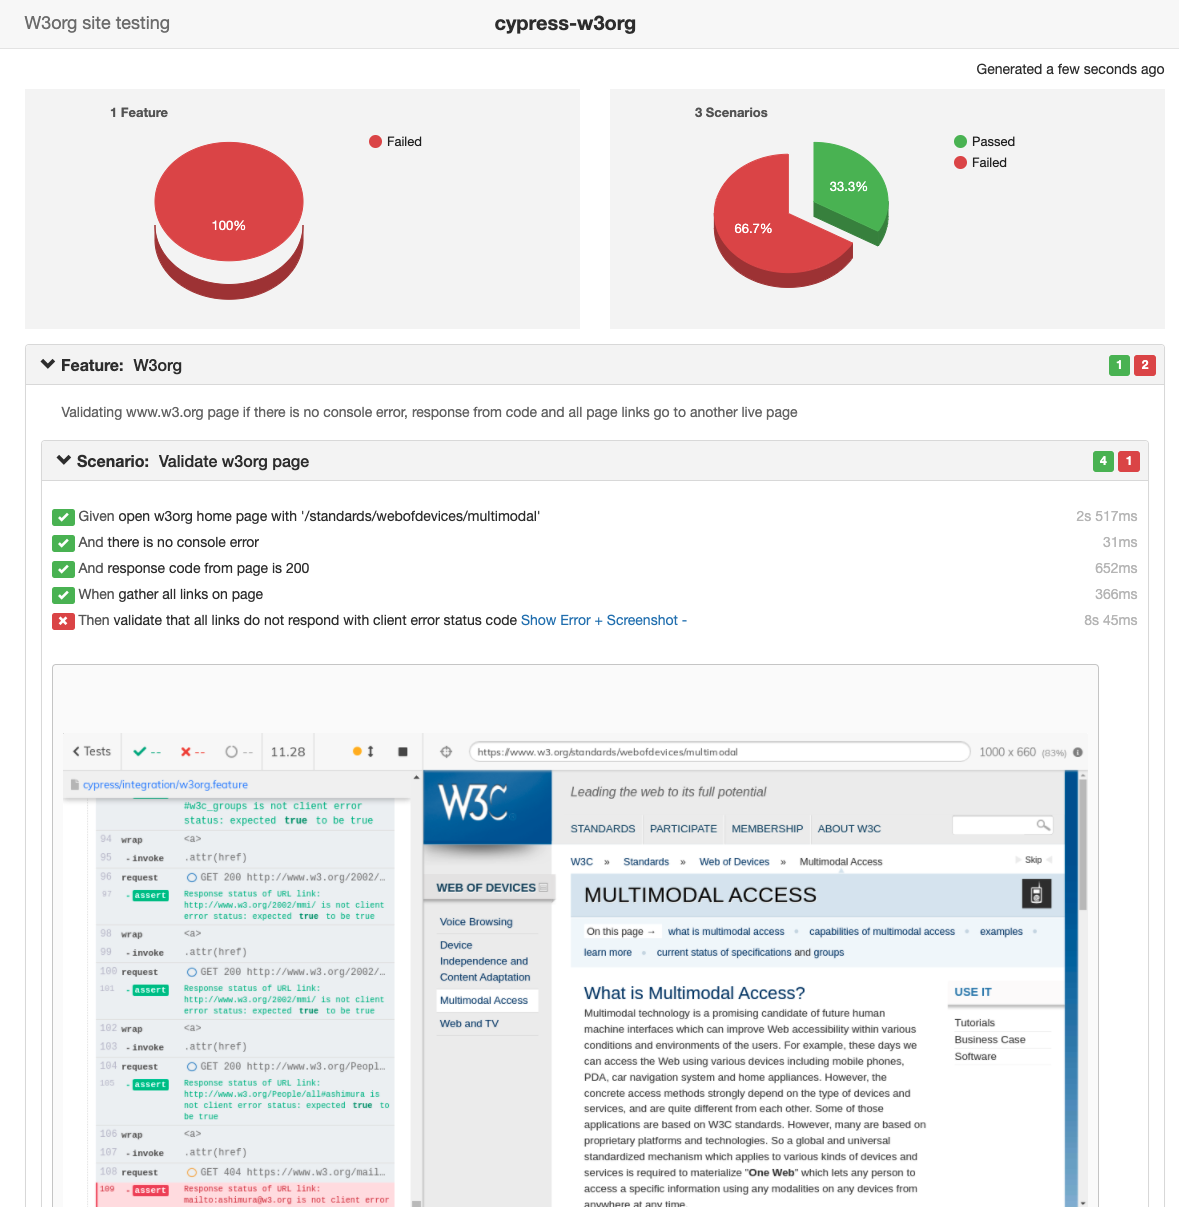 W3org site testing
cypress-w3org
Generated a few seconds ago
1 Feature
Failed
100%
3 Scenarios
Passed
Failed
33.3%
66.7%
Feature: W3org
1 2
Validating www.w3.org page if there is no console error, response from code and all page links go to another live page
Scenario: Validate w3org page
4 1
Given open w3org home page with '/standards/webofdevices/multimodal'
2s 517ms
And there is no console error
31ms
And response code from page is 200
652ms
When gather all links on page
366ms
Then validate that all links do not respond with client error status code Show Error + Screenshot -
8s 45ms
Tests
--
--
--
11.28
https://www.w3.org/standards/webofdevices/multimodal
1000 x 660 (83%)
cypress/integration/w3org.feature
#w3c_groups is not client error
status: expected true to be true
94 wrap <a>
95 - invoke .attr(href)
96 request GET 200 http://www.w3.org/2002/…
97 - assert Response status of URL link:
http://www.w3.org/2002/mmi/ is not client
error status: expected true to be true
98 wrap <a>
99 - invoke .attr(href)
100 request GET 200 http://www.w3.org/2002/…
101 - assert Response status of URL link:
http://www.w3.org/2002/mmi/ is not client
error status: expected true to be true
102 wrap <a>
103 - invoke .attr(href)
104 request GET 200 http://www.w3.org/Peopl…
105 - assert Response status of URL link:
http://www.w3.org/People/all#ashimura is
not client error status: expected true to
be true
106 wrap <a>
107 - invoke .attr(href)
108 request GET 404 https://www.w3.org/mail…
109 - assert Response status of URL link:
mailto:ashimura@w3.org is not client error
W3C
Leading the web to its full potential
STANDARDS PARTICIPATE MEMBERSHIP ABOUT W3C
W3C » Standards » Web of Devices » Multimodal Access
Skip
WEB OF DEVICES
Voice Browsing
Device
Independence and
Content Adaptation
Multimodal Access
Web and TV
MULTIMODAL ACCESS
On this page → what is multimodal access • capabilities of multimodal access • examples •
learn more • current status of specifications and groups
What is Multimodal Access?
Multimodal technology is a promising candidate of future human
machine interfaces which can improve Web accessibility within various
conditions and environments of the users. For example, these days we
can access the Web using various devices including mobile phones,
PDA, car navigation system and home appliances. However, the
concrete access methods strongly depend on the type of devices and
services, and are quite different from each other. Some of those
applications are based on W3C standards. However, many are based on
proprietary platforms and technologies. So a global and universal
standardized mechanism which applies to various kinds of devices and
services is required to materialize "One Web" which lets any person to
access a specific information using any modalities on any devices from
anywhere at any time.
USE IT
Tutorials
Business Case
Software